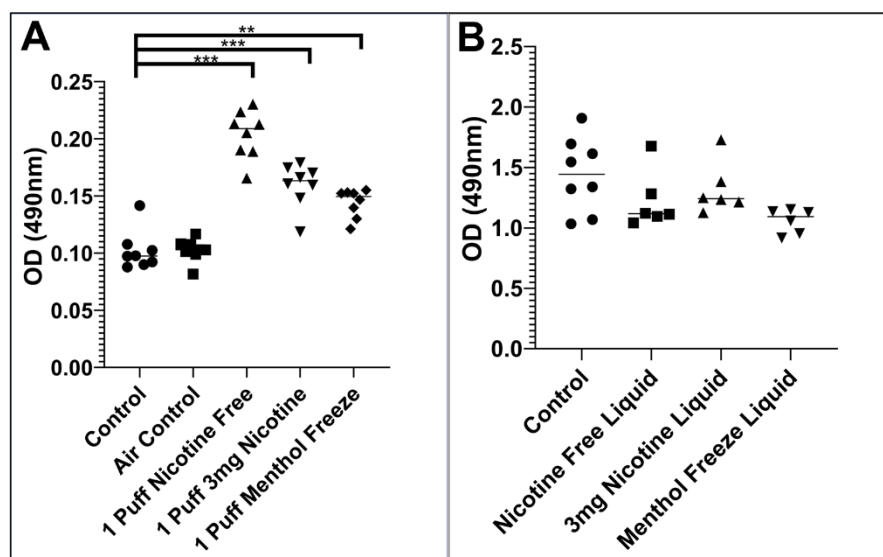 A
**
***
***
0.25
0.20
0.15
0.10
0.05
0.00
OD (490nm)
Control
Air Control
1 Puff Nicotine Free
1 Puff 3mg Nicotine
1 Puff Menthol Freeze
B
2.5
2.0
1.5
1.0
0.5
0.0
OD (490nm)
Control
Nicotine Free Liquid
3mg Nicotine Liquid
Menthol Freeze Liquid